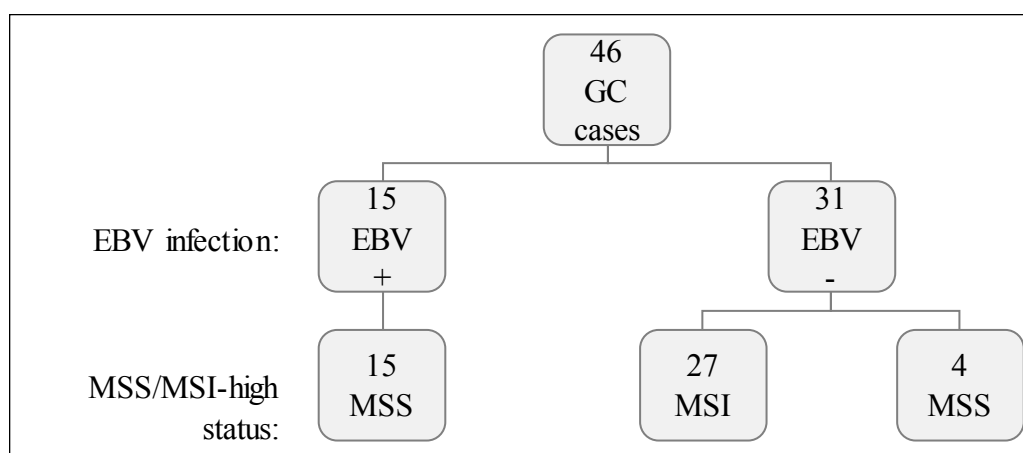 46
GC
cases
EBV infection:
15
EBV
+
31
EBV
-
MSS/MSI-high
status:
15
MSS
27
MSI
4
MSS